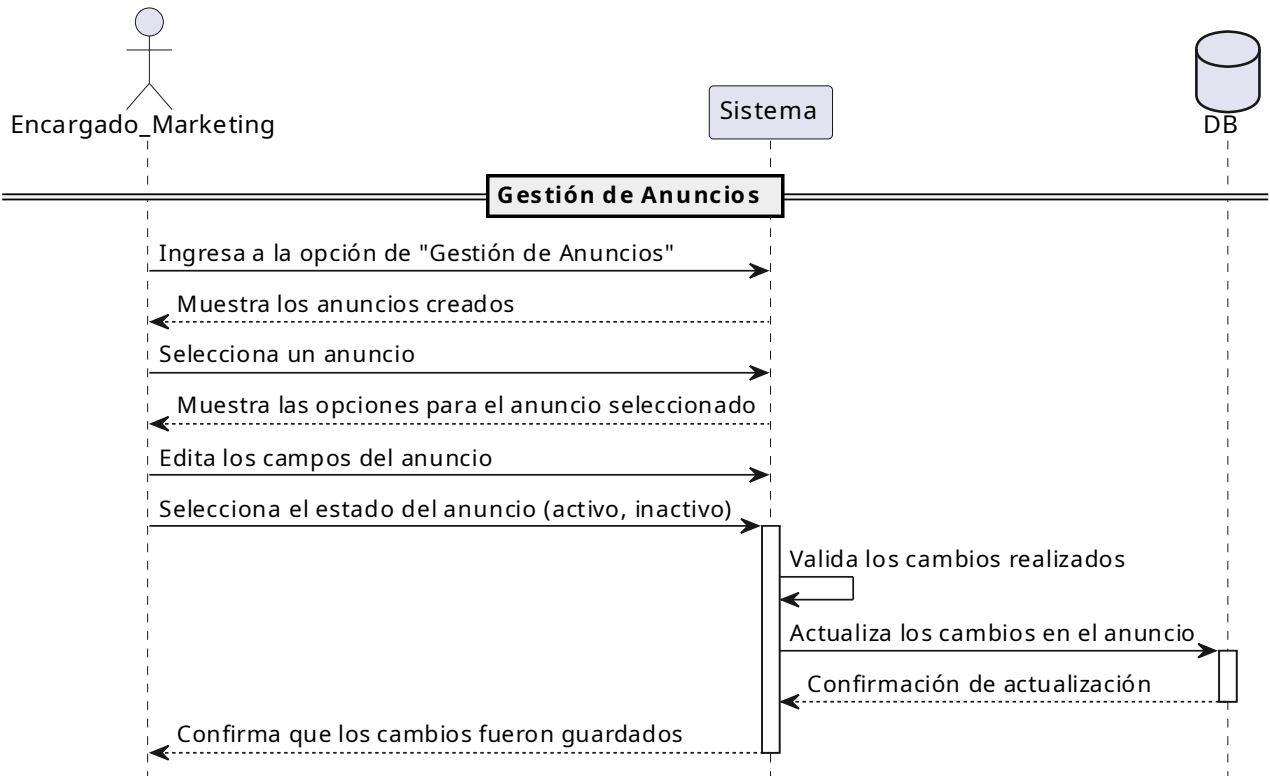 Encargado_Marketing
Sistema
DB
Gestión de Anuncios
Ingresa a la opción de "Gestión de Anuncios"
Muestra los anuncios creados
Selecciona un anuncio
Muestra las opciones para el anuncio seleccionado
Edita los campos del anuncio
Selecciona el estado del anuncio (activo, inactivo)
Valida los cambios realizados
Actualiza los cambios en el anuncio
Confirmación de actualización
Confirma que los cambios fueron guardados